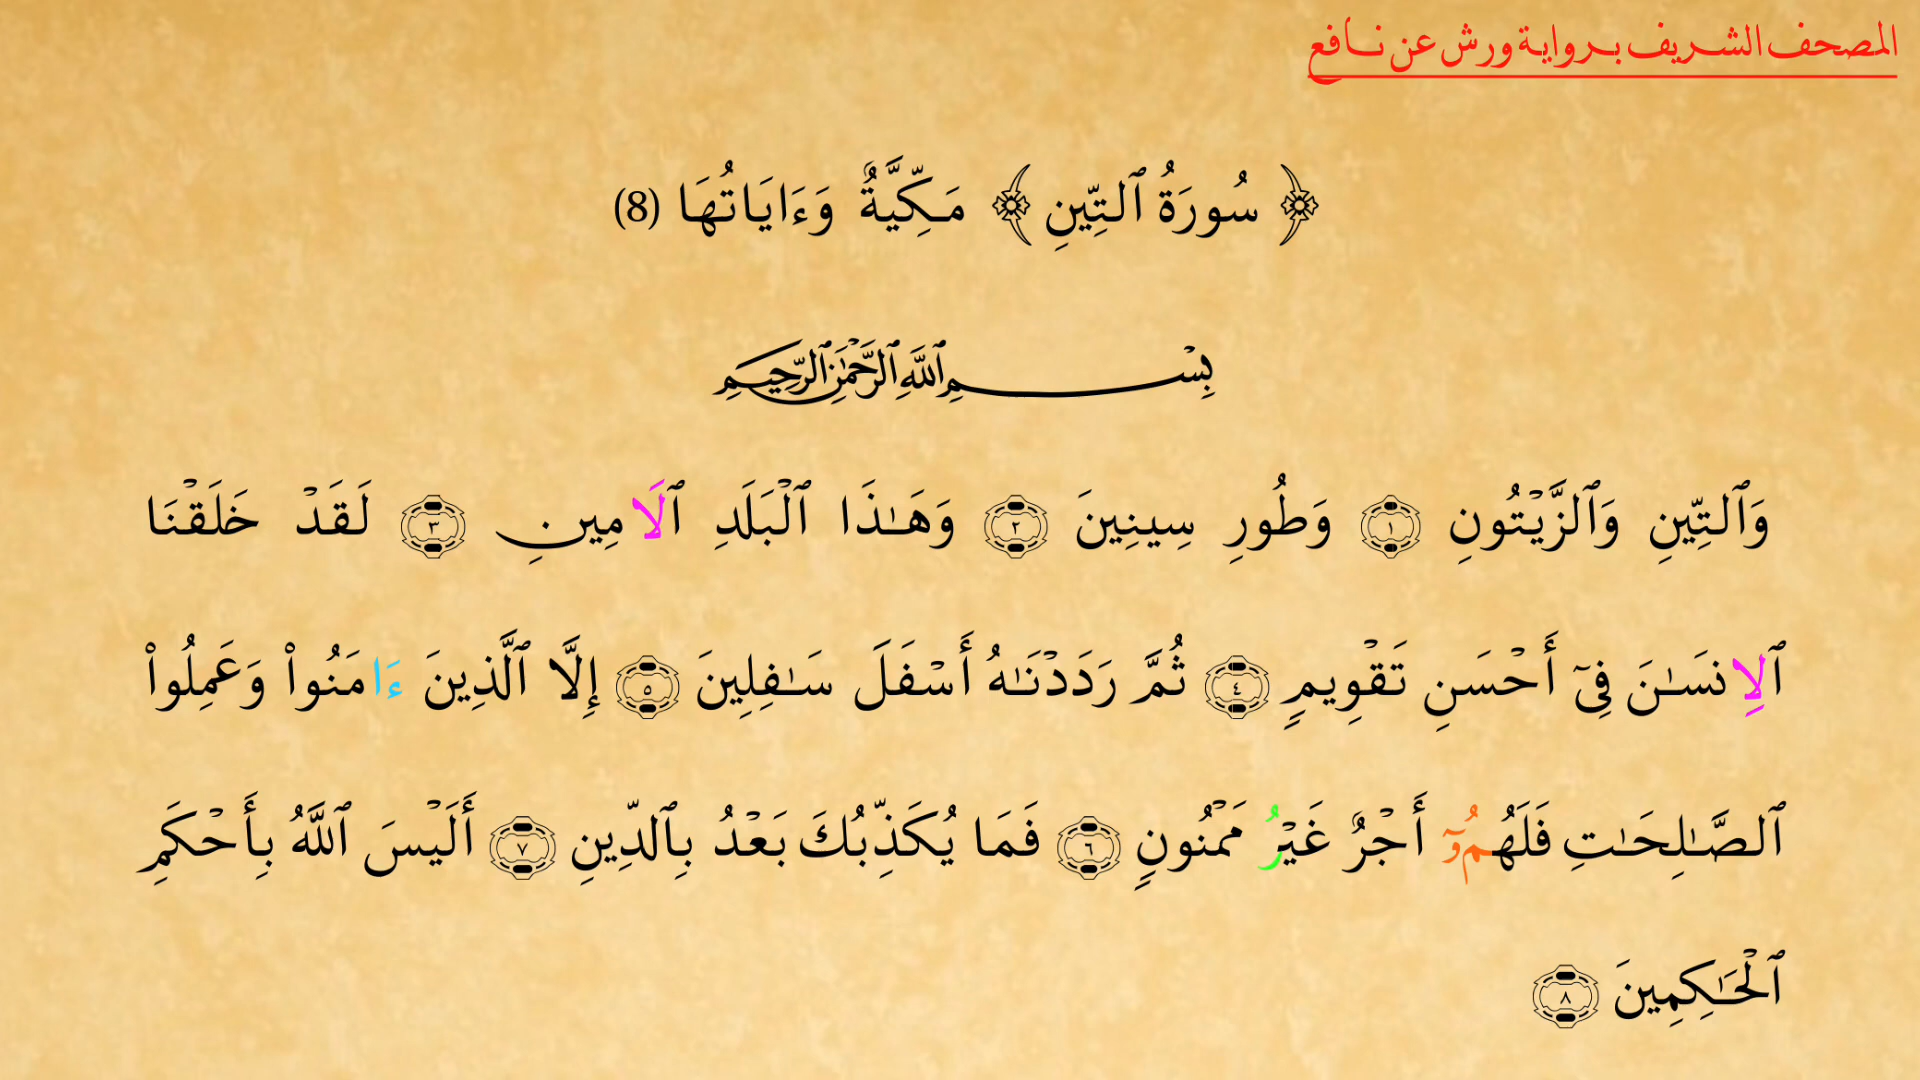 المصحف الشريف برواية ورش عن نافع
﴿ سُورَةُ ٱلتِّينِ ﴾ مَكِّيَّةٌ وَءَايَاتُهَا (8)
بِسْمِ ٱللَّهِ ٱلرَّحْمَٰنِ ٱلرَّحِيمِ
وَٱلتِّينِ وَٱلزَّيْتُونِ ١ وَطُورِ سِينِينَ ٢ وَهَـٰذَا ٱلْبَلَدِ ٱلَامِينِ ٣ لَقَدْ خَلَقْنَا
ٱلِانسَـٰنَ فِىٓ أَحْسَنِ تَقْوِيمٍ ٤ ثُمَّ رَدَدْنَـٰهُ أَسْفَلَ سَـٰفِلِينَ ٥ إِلَّا ٱلَّذِينَ ءَامَنُواْ وَعَمِلُواْ
ٱلصَّـٰلِحَـٰتِ فَلَهُمُۥٓ أَجْرٌ غَيْرُ مَمْنُونٍ ٦ فَمَا يُكَذِّبُكَ بَعْدُ بِٱلدِّينِ ٧ أَلَيْسَ ٱللَّهُ بِأَحْكَمِ
ٱلْحَـٰكِمِينَ ٨